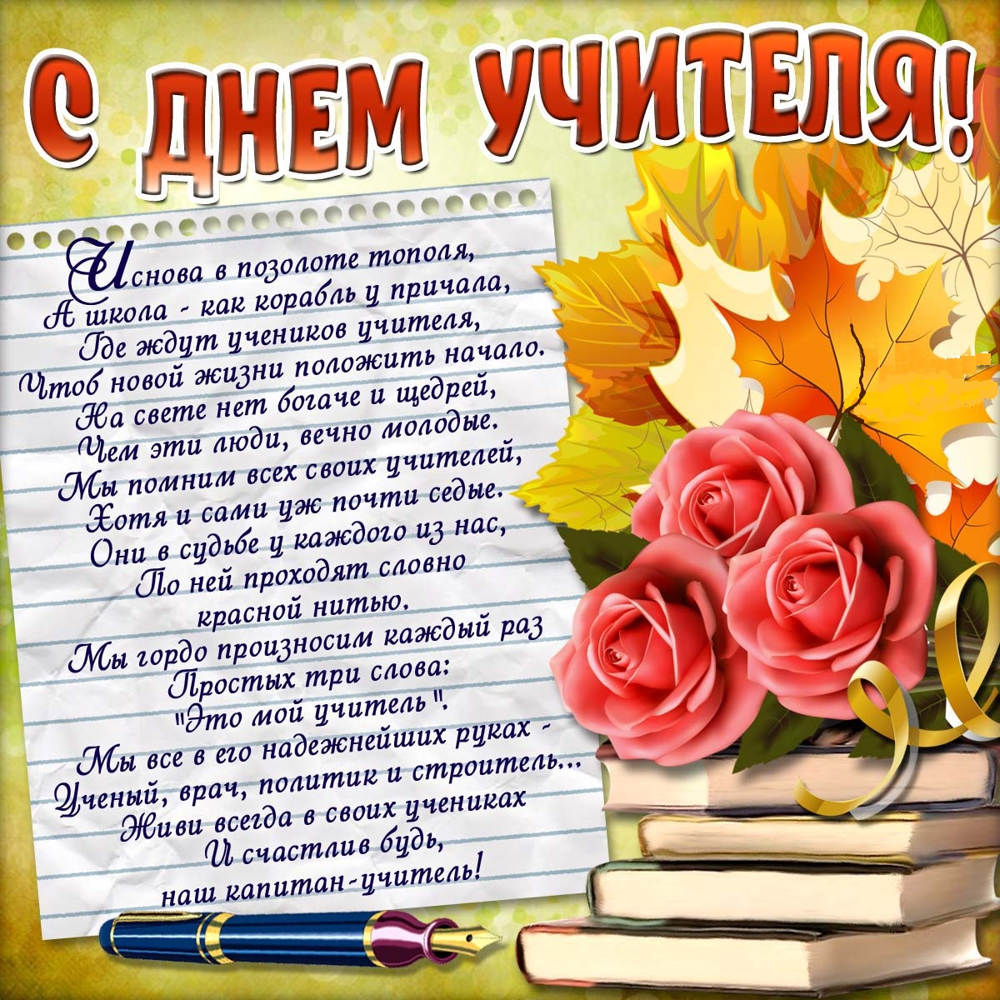 С ДНЕМ УЧИТЕЛЯ!
И снова в позолоте тополя,
А школа - как корабль у причала,
Где ждут учеников учителя,
Чтоб новой жизни положить начало.
На свете нет богаче и щедрей,
Чем эти люди, вечно молодые.
Мы помним всех своих учителей,
Хотя и сами уж почти седые.
Они в судьбе у каждого из нас,
По ней проходят словно
красной нитью.
Мы гордо произносим каждый раз
Простых три слова:
"Это мой учитель".
Мы все в его надежнейших руках -
Ученый, врач, политик и строитель...
Живи всегда в своих учениках
И счастлив будь,
наш капитан-учитель!